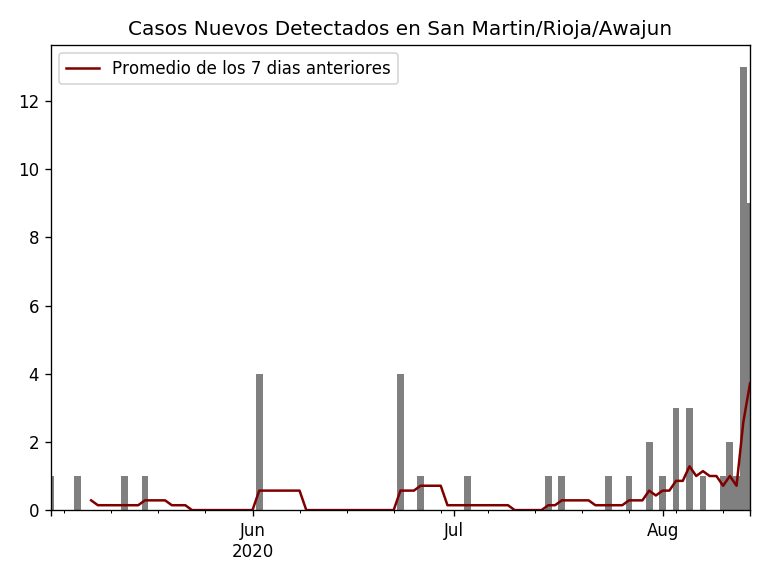 Casos Nuevos Detectados en San Martin/Rioja/Awajun
Promedio de los 7 dias anteriores
12
10
8
6
4
2
0
Jun
2020
Jul
Aug